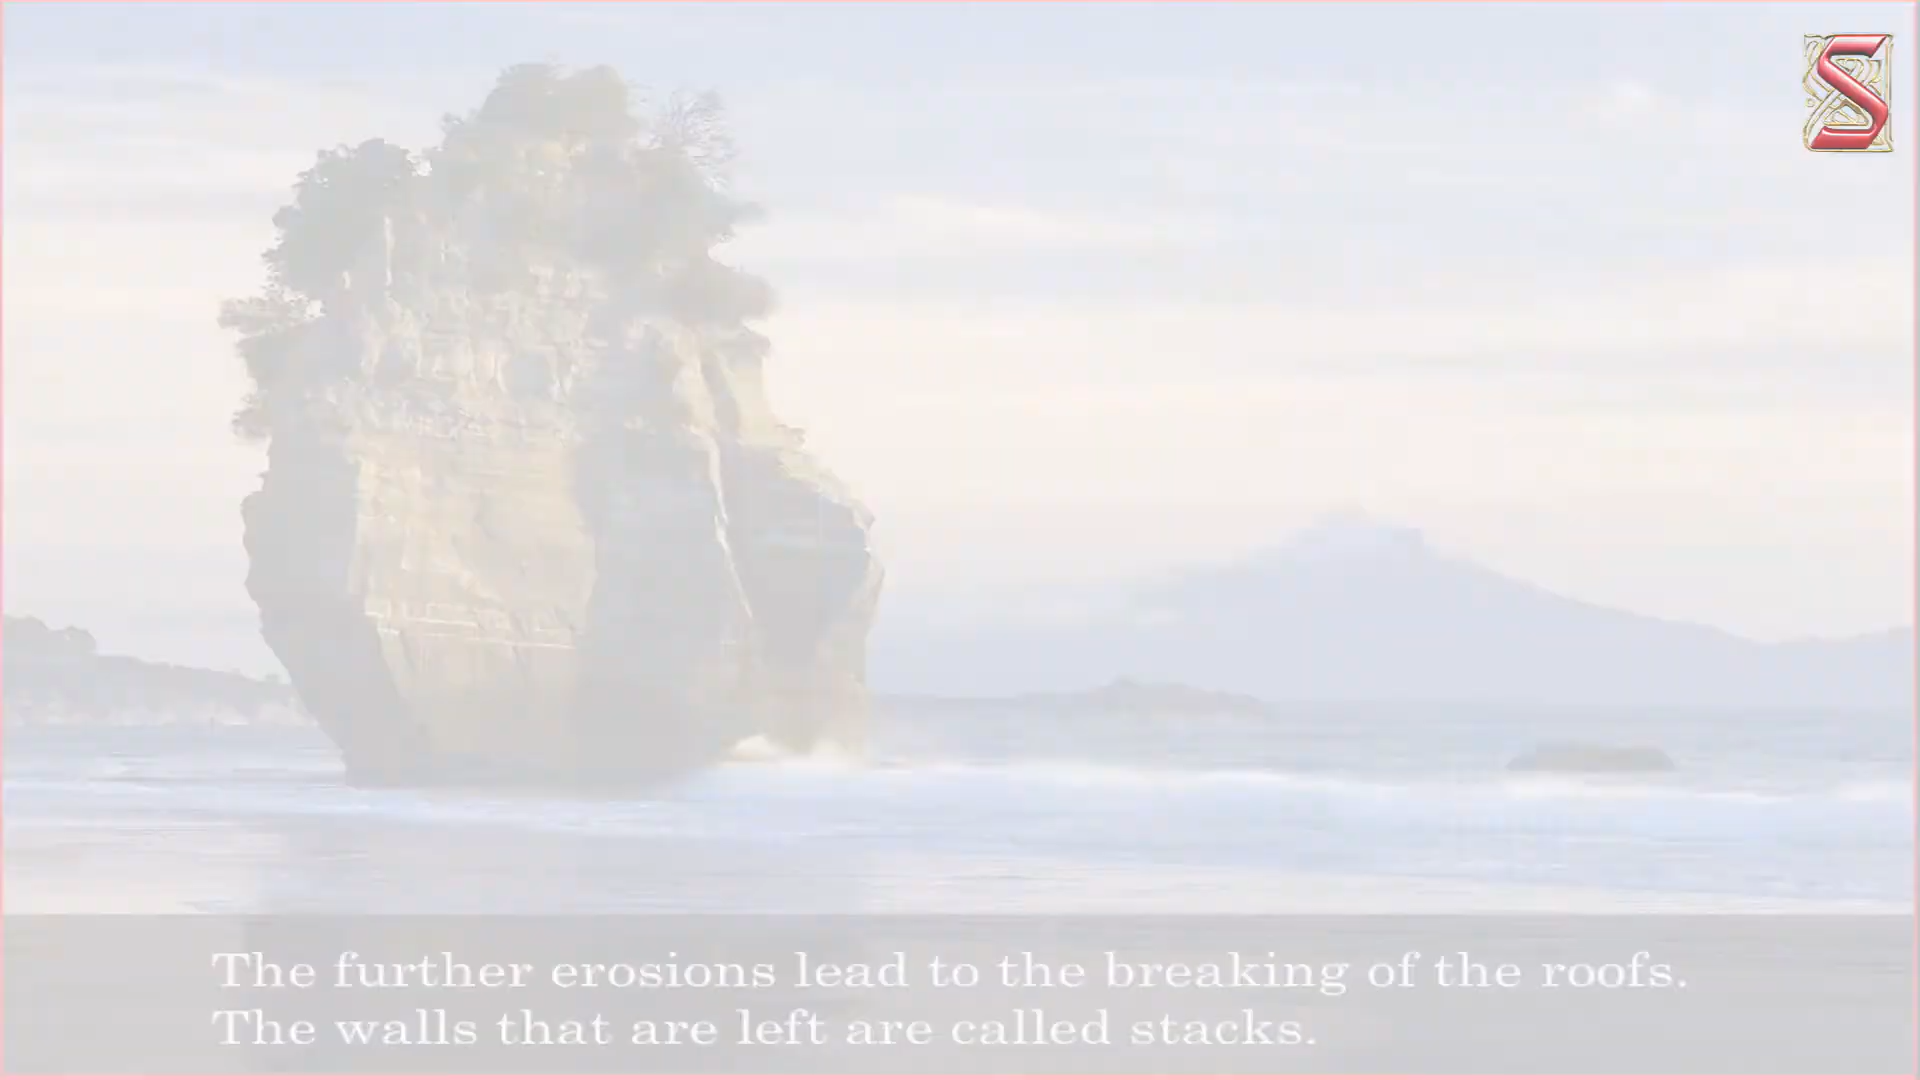 S
The further erosions lead to the breaking of the roofs.
The walls that are left are called stacks.